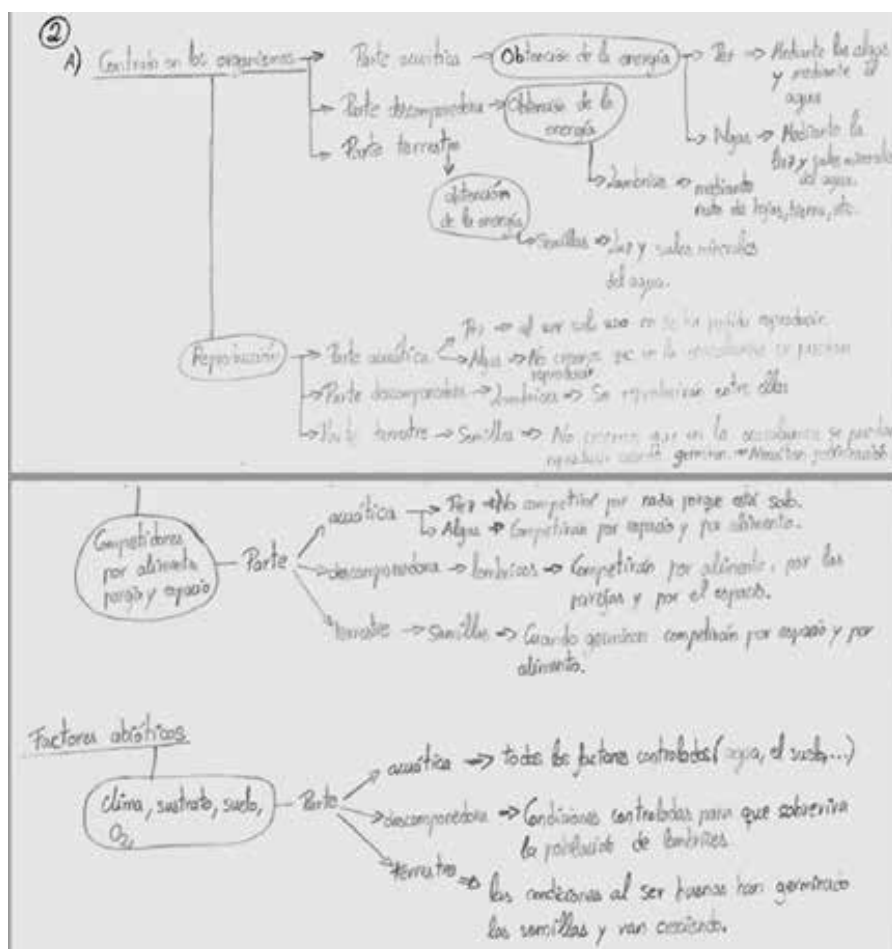 2
A) Centrado en los organismos → Parte acuática → Obtención de la energía → Pez ⇒ Mediante las algas
y mediante el
agua
→ Algas ⇒ Mediante la
luz y sales minerales
del agua.
→ Parte descomponedora → Obtención de la
energía
→ Lombrices ⇒ mediante
resto de hojas, tierra, etc.
→ Parte terrestre
obtención
de la energía
→ Semillas ⇒ Luz y sales minerales
del agua.
Reproducción → Parte acuática → Pez ⇒ al ser solo uno no se ha podido reproducir.
→ Alga ⇒ No creemos que en la se puedan
reproducir
→ Parte descomponedora → Lombrices ⇒ Se reproducirán entre ellas
→ Parte terrestre → Semillas ⇒ No creemos que en la se puedan
reproducir cuando germinen. ⇒ Necesitan polinización.
Competidores
por alimento
pareja y espacio
Parte
acuática → Pez ⇒ No competirá por nada porque está solo.
→ Algas ⇒ Competirán por espacio y por alimento.
descomponedora → lombrices ⇒ Competirán por alimento, por las
parejas y por el espacio.
terrestre → Semillas ⇒ Cuando germinen competirán por espacio y por
alimento.
Factores abióticos
Clima, sustrato, suelo,
O₂,
Parte
acuática ⇒ todos los factores controlados (agua, el suelo,...)
descomponedora ⇒ Condiciones controladas para que sobreviva
la población de lombrices.
terrestre ⇒ las condiciones al ser buenas han germinado
las semillas y van creciendo.